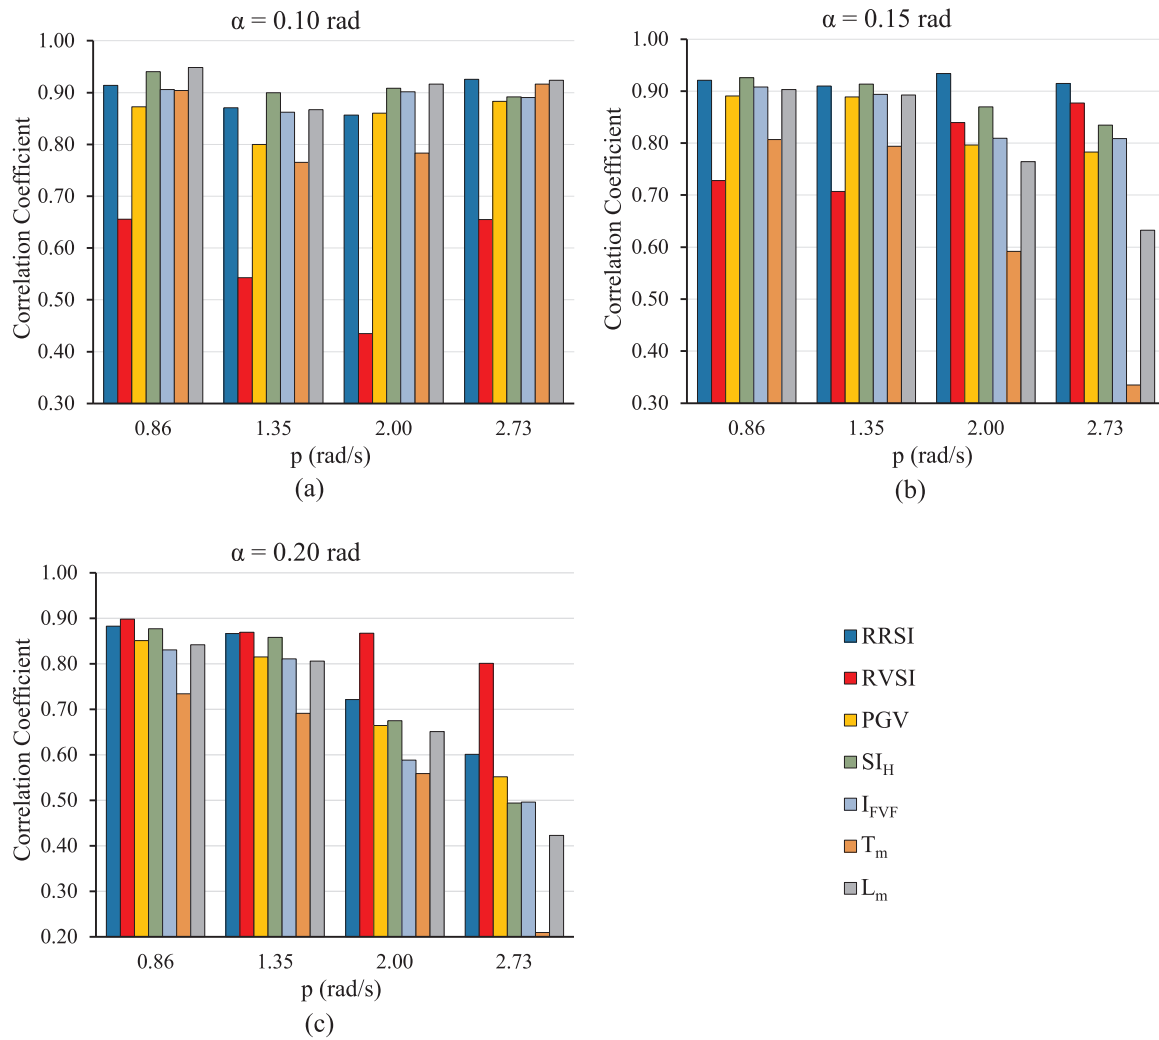 α = 0.10 rad
1.00
0.90
0.80
0.70
0.60
0.50
0.40
0.30
Correlation Coefficient
0.86 1.35 2.00 2.73
p (rad/s)
(a)
α = 0.15 rad
1.00
0.90
0.80
0.70
0.60
0.50
0.40
0.30
Correlation Coefficient
0.86 1.35 2.00 2.73
p (rad/s)
(b)
α = 0.20 rad
1.00
0.90
0.80
0.70
0.60
0.50
0.40
0.30
0.20
Correlation Coefficient
0.86 1.35 2.00 2.73
p (rad/s)
(c)
RRSI
RVSI
PGV
SI_H
I_FVF
T_m
L_m